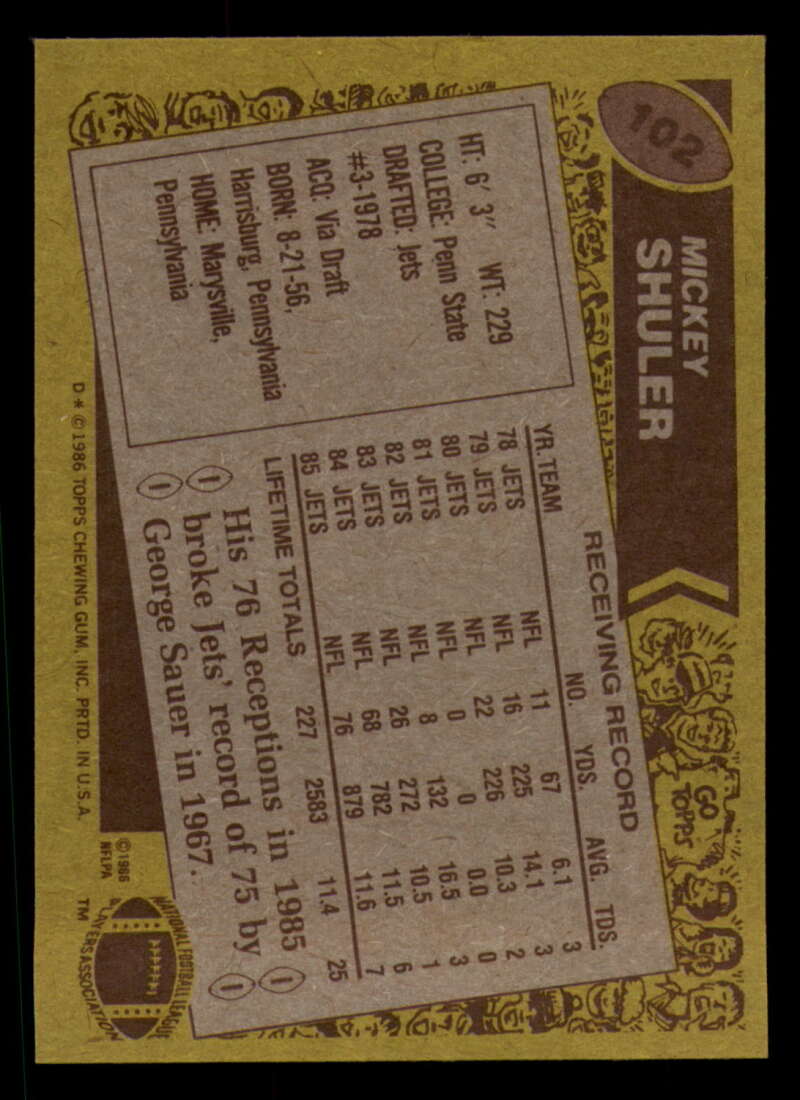 102
MICKEY
SHULER
HT: 6' 3" WT: 229
COLLEGE: Penn State
DRAFTED: Jets
#3-1978
ACQ: Via Draft
BORN: 8-21-56,
Harrisburg, Pennsylvania
HOME: Marysville,
Pennsylvania
RECEIVING RECORD
YR. TEAM NO. YDS. AVG. TDS.
78 JETS NFL 11 67 6.1 3
79 JETS NFL 16 225 14.1 3
80 JETS NFL 22 226 10.3 2
81 JETS NFL 0 0 0.0 0
82 JETS NFL 8 132 16.5 3
83 JETS NFL 26 272 10.5 1
84 JETS NFL 68 782 11.5 6
85 JETS NFL 76 879 11.6 7
LIFETIME TOTALS 227 2583 11.4 25
His 76 Receptions in 1985
broke Jets' record of 75 by
George Sauer in 1967.
GO
TOPPS
D* © 1986 TOPPS CHEWING GUM, INC. PRTD. IN U.S.A.
© 1986
NFLPA
NATIONAL FOOTBALL LEAGUE
PLAYERS ASSOCIATION
TM